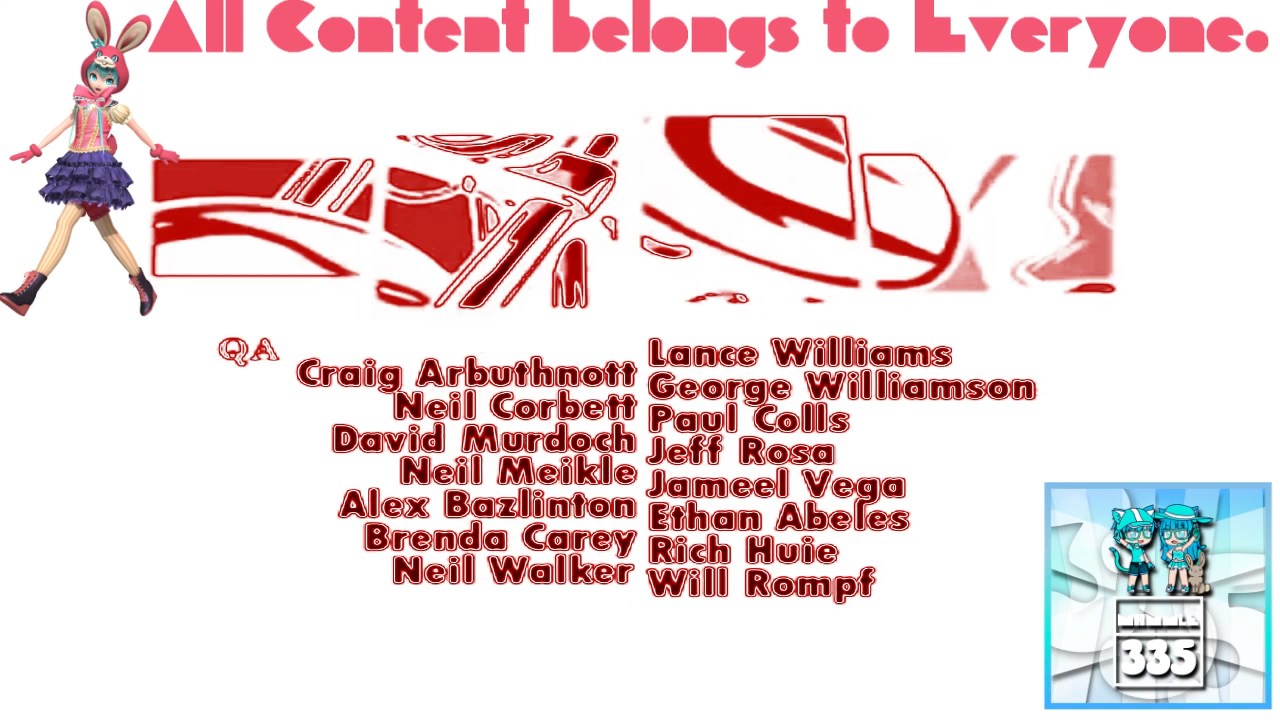 All Content belongs to Everyone.
QA
Craig Arbuthnott
Neil Corbett
David Murdoch
Neil Meikle
Alex Bazlinton
Brenda Carey
Neil Walker
Lance Williams
George Williamson
Paul Colls
Jeff Rosa
Jameel Vega
Ethan Abeles
Rich Huie
Will Rompf
335